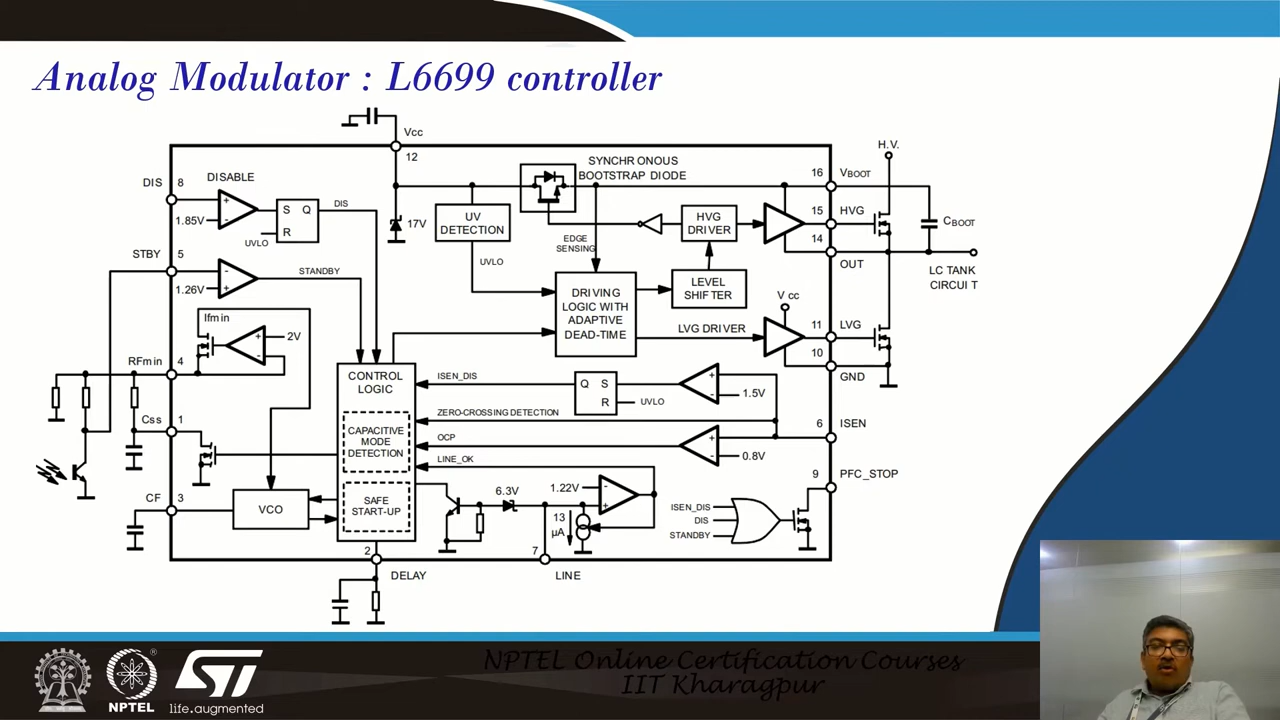 Analog Modulator : L6699 controller
Vcc
12
H.V.
SYNCHRONOUS
BOOTSTRAP DIODE
16 VBOOT
DIS
8
DISABLE
1.85V
S Q
R
UVLO
DIS
17V
UV
DETECTION
UVLO
EDGE
SENSING
HVG
DRIVER
15 HVG
14
OUT
CBOOT
LC TANK
CIRCUIT
STBY
5
1.26V
STANDBY
DRIVING
LOGIC WITH
ADAPTIVE
DEAD-TIME
LEVEL
SHIFTER
Vcc
LVG DRIVER
11 LVG
10
GND
Ifmin
2V
RFmin
4
CONTROL
LOGIC
ISEN_DIS
Q S
R
UVLO
1.5V
Css
1
ZERO-CROSSING DETECTION
6 ISEN
CAPACITIVE
MODE
DETECTION
OCP
0.8V
LINE_OK
9 PFC_STOP
CF
3
VCO
SAFE
START-UP
6.3V
1.22V
13
µA
ISEN_DIS
DIS
STANDBY
2
DELAY
7
LINE
NPTEL
ST
life.augmented
NPTEL Online Certification Courses
IIT Kharagpur